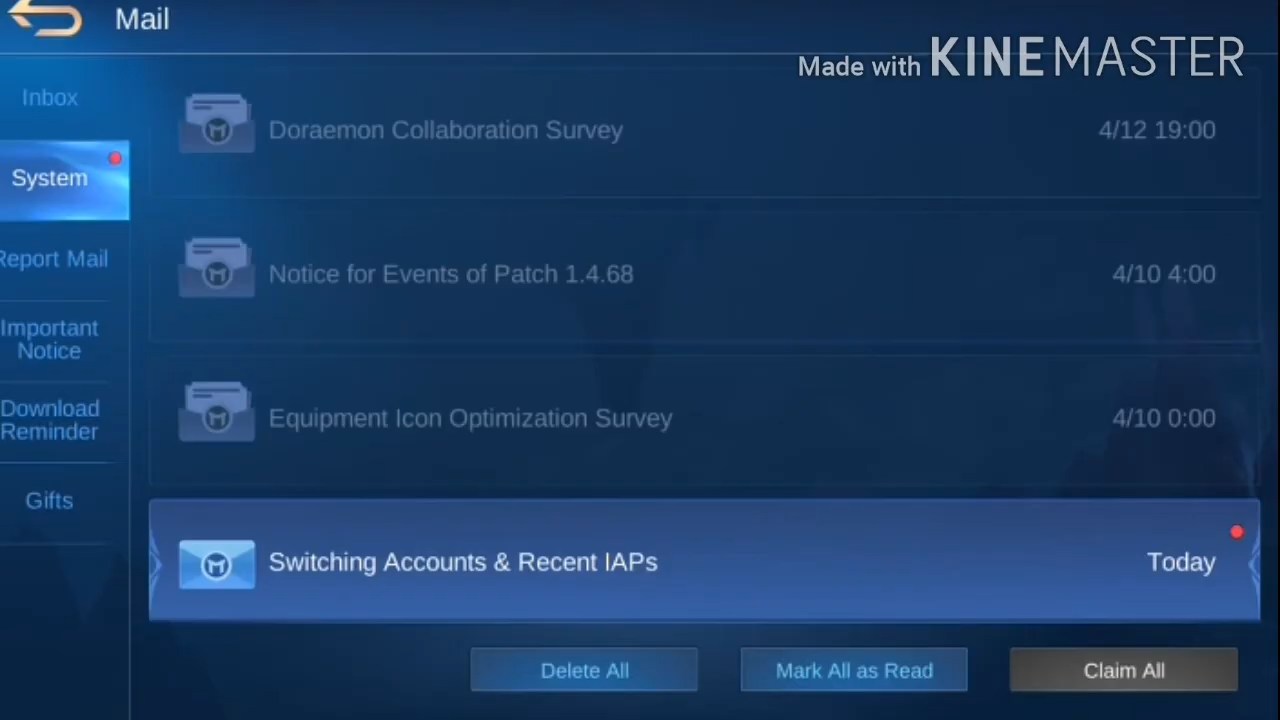 Mail
Made with KINEMASTER
Inbox
System
Report Mail
Important
Notice
Download
Reminder
Gifts
Doraemon Collaboration Survey 4/12 19:00
Notice for Events of Patch 1.4.68 4/10 4:00
Equipment Icon Optimization Survey 4/10 0:00
Switching Accounts & Recent IAPs Today
Delete All Mark All as Read Claim All